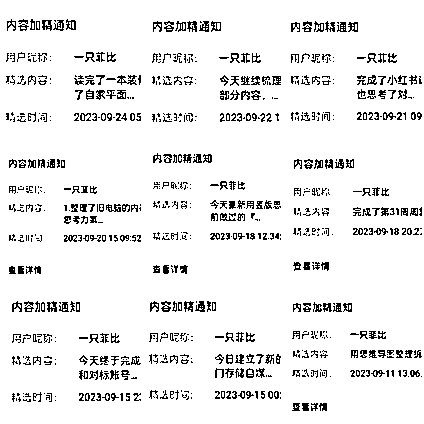 内容加精通知
用户昵称： 一只菲比
精选内容： 读完了一本装
了自家平面...
精选时间： 2023-09-24 05
内容加精通知
用户昵称： 一只菲比
精选内容： 今天继续梳理
部分内容，...
精选时间： 2023-09-22 1
内容加精通知
用户昵称： 一只菲比
精选内容： 完成了小红书
也思考了对...
精选时间： 2023-09-21 09
内容加精通知
用户昵称： 一只菲比
精选内容： 1.整理了旧电脑的内
思考力第...
精选时间： 2023-09-20 15:09:52
查看详情
内容加精通知
用户昵称： 一只菲比
精选内容： 今天重新用竖版思
前做过的『...
精选时间： 2023-09-18 12:34:
查看详情
内容加精通知
用户昵称： 一只菲比
精选内容： 完成了第31周周
精选时间： 2023-09-18 20:2
查看详情
内容加精通知
用户昵称： 一只菲比
精选内容： 今天终于完成
和对标账号...
精选时间： 2023-09-15 2
内容加精通知
用户昵称： 一只菲比
精选内容： 今日建立了新的
门存储自媒...
精选时间： 2023-09-15 00:
内容加精通知
用户昵称： 一只菲比
精选内容： 用思维导图整理
精选时间： 2023-09-11 13:06:
查看详情